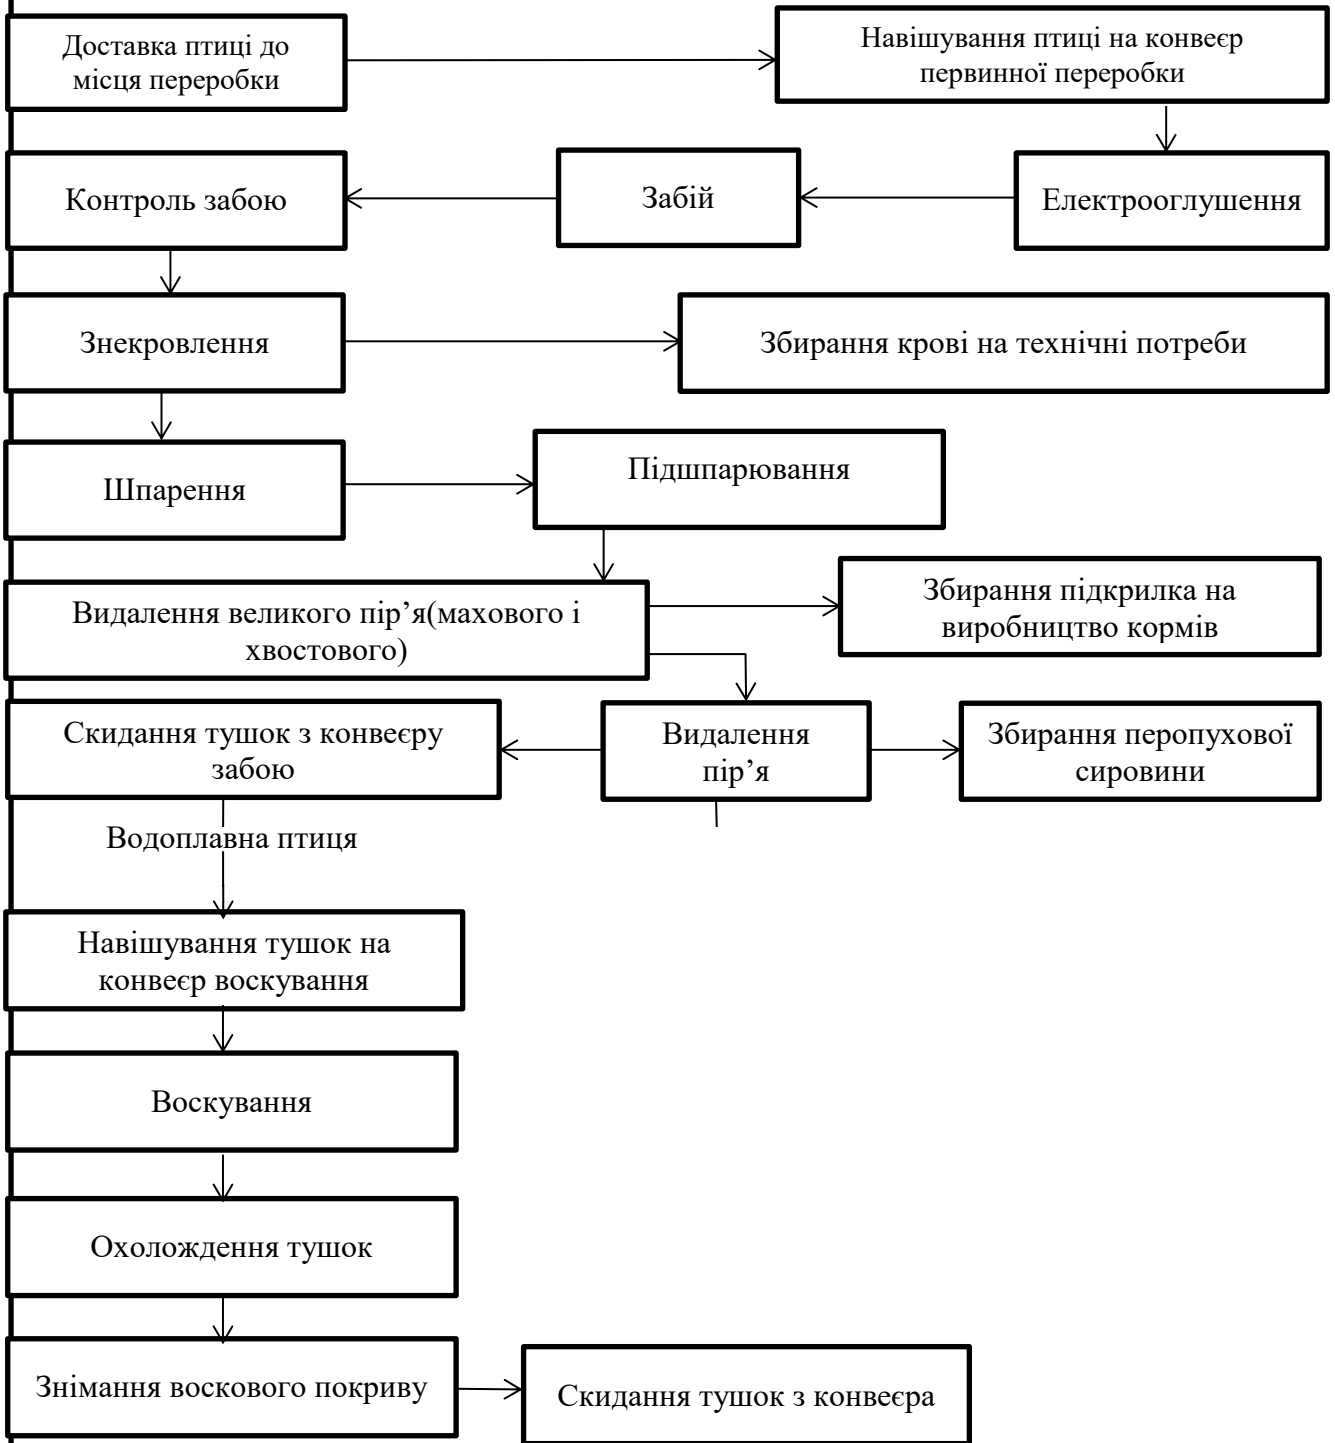 Доставка птиці до
місця переробки
Навішування птиці на конвеєр
первинної переробки
Контроль забою
Забій
Електрооглушення
Знекровлення
Збирання крові на технічні потреби
Шпарення
Підшпарювання
Видалення великого пір’я(махового і
хвостового)
Збирання підкрилка на
виробництво кормів
Скидання тушок з конвеєру
забою
Видалення
пір’я
Збирання перопухової
сировини
Водоплавна птиця
Навішування тушок на
конвеєр воскування
Воскування
Охолождення тушок
Знімання воскового покриву
Скидання тушок з конвеєра